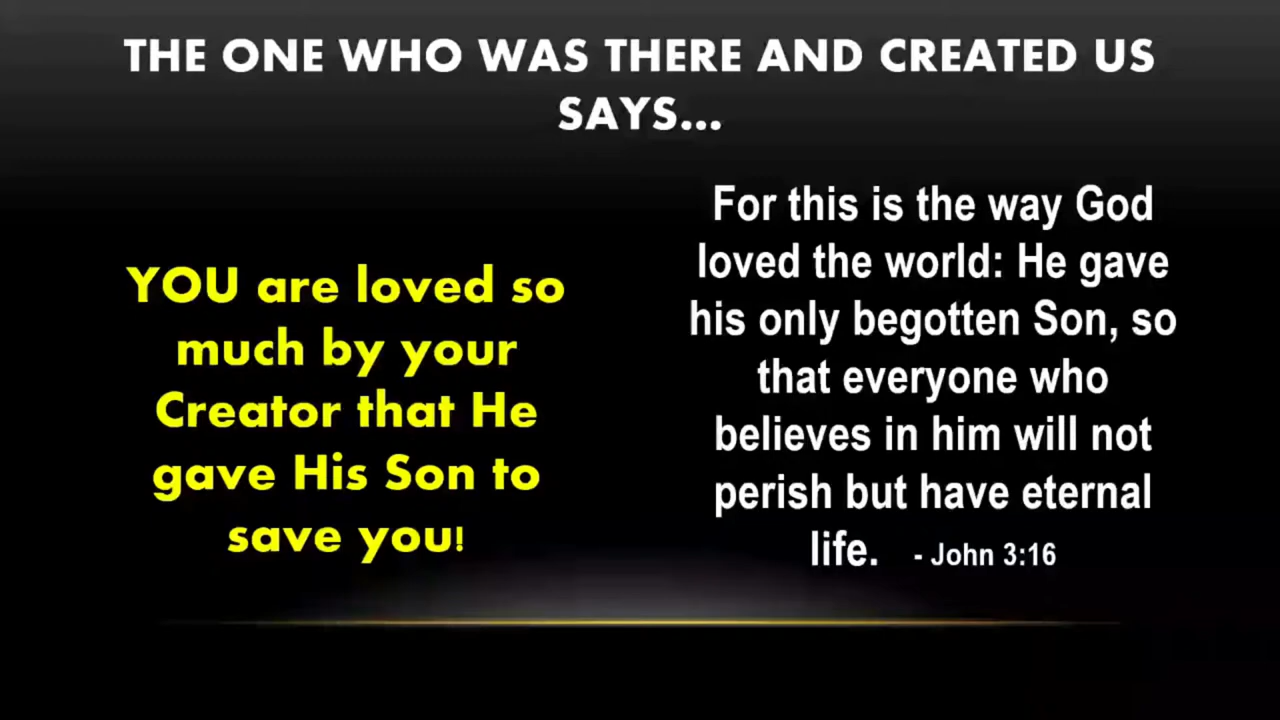 THE ONE WHO WAS THERE AND CREATED US
SAYS...
YOU are loved so
much by your
Creator that He
gave His Son to
save you!
For this is the way God
loved the world: He gave
his only begotten Son, so
that everyone who
believes in him will not
perish but have eternal
life. - John 3:16